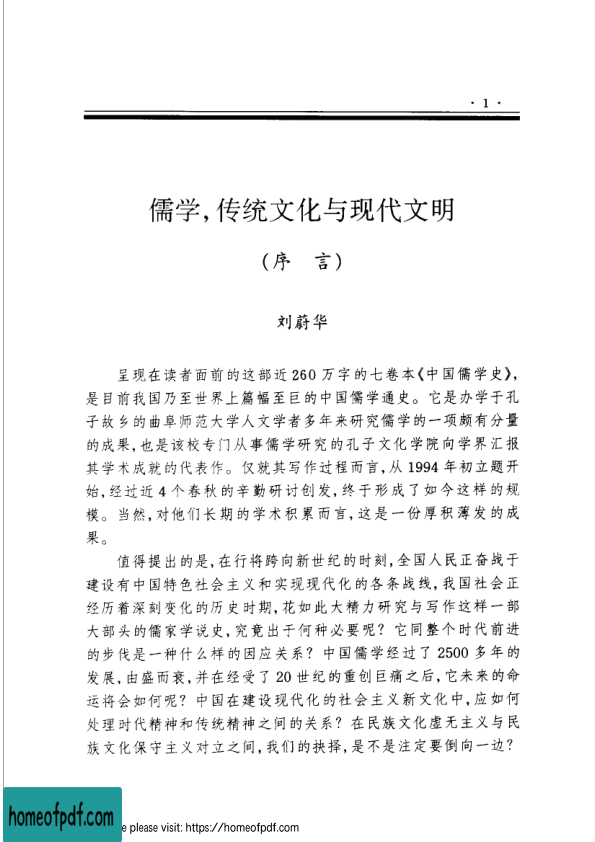 · 1 ·
儒学,传统文化与现代文明
(序 言)
刘蔚华
呈现在读者面前的这部近 260 万字的七卷本《中国儒学史》,
是目前我国乃至世界上篇幅至巨的中国儒学通史。它是办学于孔
子故乡的曲阜师范大学人文学者多年来研究儒学的一项颇有分量
的成果,也是该校专门从事儒学研究的孔子文化学院向学界汇报
其学术成就的代表作。仅就其写作过程而言,从 1994 年初立题开
始,经过近 4 个春秋的辛勤研讨创发,终于形成了如今这样的规
模。当然,对他们长期的学术积累而言,这是一份厚积薄发的成
果。
值得提出的是,在行将跨向新世纪的时刻,全国人民正奋战于
建设有中国特色社会主义和实现现代化的各条战线,我国社会正
经历着深刻变化的历史时期,花如此大精力研究与写作这样一部
大部头的儒家学说史,究竟出于何种必要呢?它同整个时代前进
的步伐是一种什么样的因应关系?中国儒学经过了 2500 多年的
发展,由盛而衰,并在经受了 20 世纪的重创巨痛之后,它未来的命
运将会如何呢?中国在建设现代化的社会主义新文化中,应如何
处理时代精神和传统精神之间的关系?在民族文化虚无主义与民
族文化保守主义对立之间,我们的抉择,是不是注定要倒向一边?
homeofpdf.com
please visit: https://homeofpdf.com